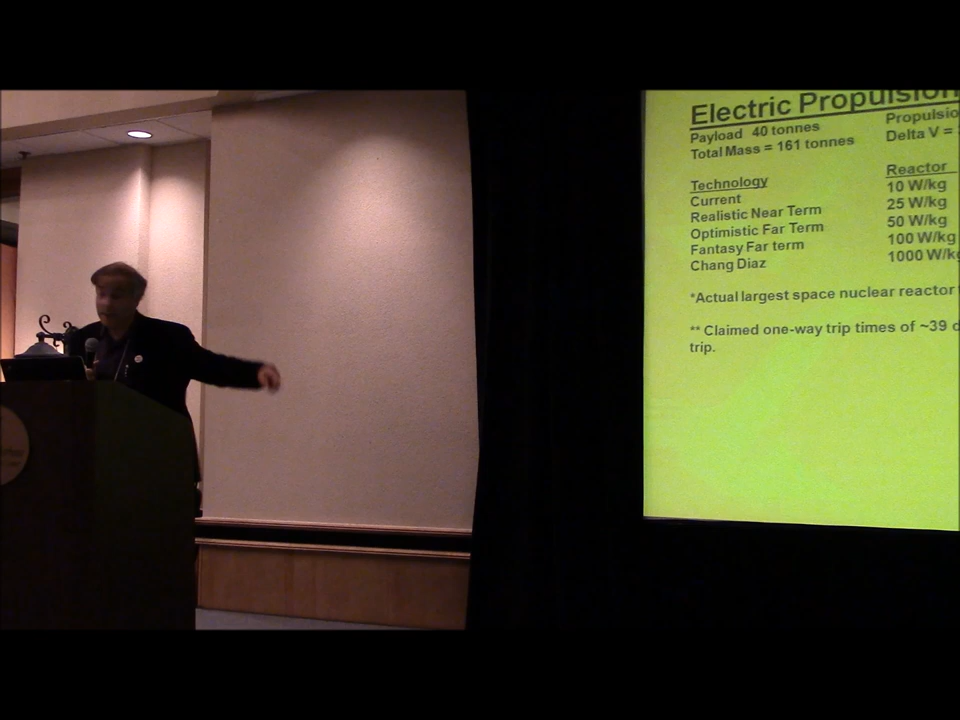 Electric Propulsion
Payload 40 tonnes
Total Mass = 161 tonnes
Propulsio
Delta V =
Technology
Current
Realistic Near Term
Optimistic Far Term
Fantasy Far term
Chang Diaz
Reactor
10 W/kg
25 W/kg
50 W/kg
100 W/kg
1000 W/kg
*Actual largest space nuclear reactor
** Claimed one-way trip times of ~39 d
trip.